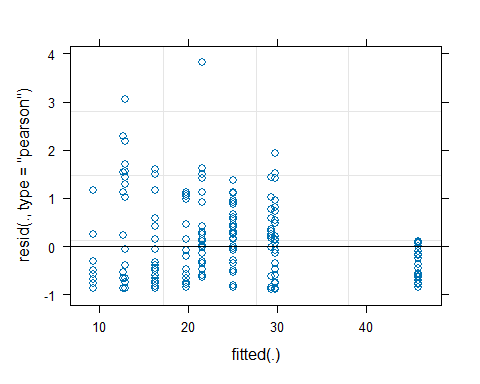 4
3
2
1
0
-1
resid(., type = "pearson")
10 20 30 40
fitted(.)